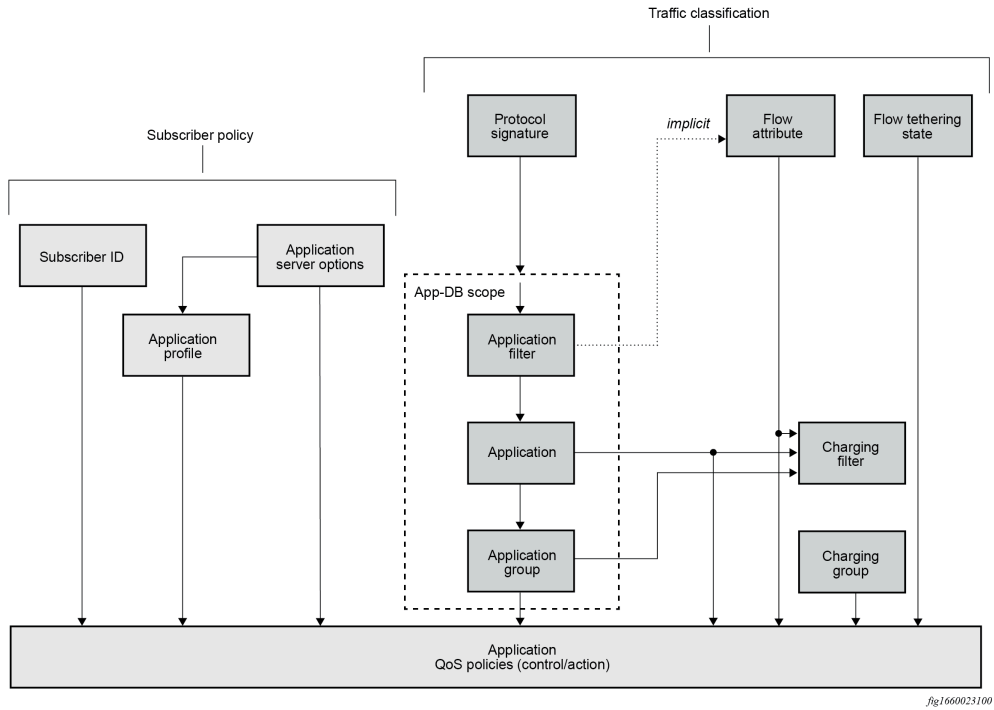 Traffic classification
Protocol
signature
implicit
Flow
attribute
Flow tethering
state
Subscriber policy
Subscriber ID
Application
server options
Application
profile
App-DB scope
Application
filter
Application
Charging
filter
Application
group
Charging
group
Application
QoS policies (control/action)
fig1660023100